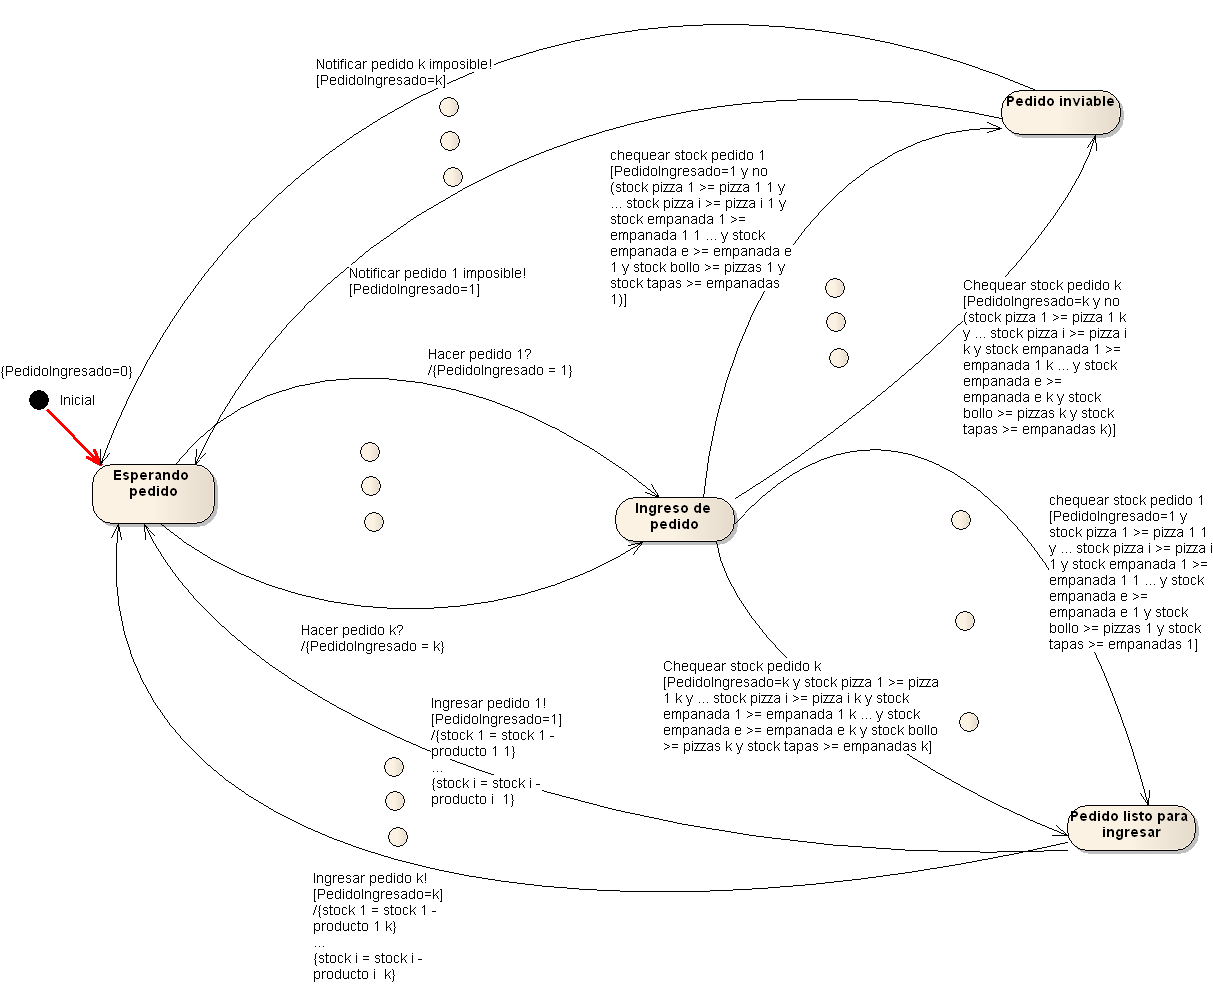 Notificar pedido k imposible!
[PedidoIngresado=k]
Pedido inviable
chequear stock pedido 1
[PedidoIngresado=1 y no
(stock pizza 1 >= pizza 1 1 y
... stock pizza i >= pizza i 1 y
stock empanada 1 >=
empanada 1 1 ... y stock
empanada e >= empanada e
1 y stock bollo >= pizzas 1 y
stock tapas >= empanadas
1)]
Notificar pedido 1 imposible!
[PedidoIngresado=1]
Chequear stock pedido k
[PedidoIngresado=k y no
(stock pizza 1 >= pizza 1 k
y ... stock pizza i >= pizza i
k y stock empanada 1 >=
empanada 1 k ... y stock
empanada e >=
empanada e k y stock
bollo >= pizzas k y stock
tapas >= empanadas k)]
Hacer pedido 1?
/{PedidoIngresado = 1}
{PedidoIngresado=0}
Inicial
Esperando
pedido
Ingreso de
pedido
chequear stock pedido 1
[PedidoIngresado=1 y
stock pizza 1 >= pizza 1 1
y ... stock pizza i >= pizza i
1 y stock empanada 1 >=
empanada 1 1 ... y stock
empanada e >=
empanada e 1 y stock
bollo >= pizzas 1 y stock
tapas >= empanadas 1]
Hacer pedido k?
/{PedidoIngresado = k}
Chequear stock pedido k
[PedidoIngresado=k y stock pizza 1 >= pizza
1 k y ... stock pizza i >= pizza i k y stock
empanada 1 >= empanada 1 k ... y stock
empanada e >= empanada e k y stock bollo
>= pizzas k y stock tapas >= empanadas k]
Ingresar pedido 1!
[PedidoIngresado=1]
/{stock 1 = stock 1 -
producto 1 1}
...
{stock i = stock i -
producto i  1}
Pedido listo para
ingresar
Ingresar pedido k!
[PedidoIngresado=k]
/{stock 1 = stock 1 -
producto 1 k}
...
{stock i = stock i -
producto i  k}